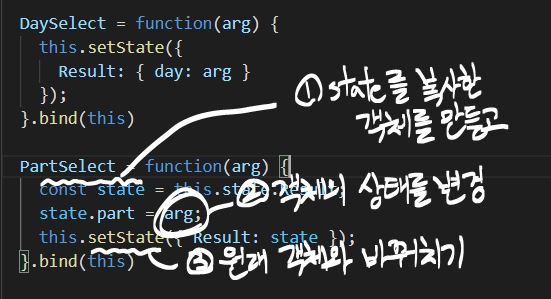 DaySelect = function(arg) {
this.setState({
Result: { day: arg }
});
}.bind(this)
① state를 복사한
객체를 만들고
PartSelect = function(arg) {
const state = this.state.Result;
state.part = arg;
② 객체의 상태를 변경
this.setState({ Result: state });
}.bind(this)
③ 원래 객체와 바꿔치기